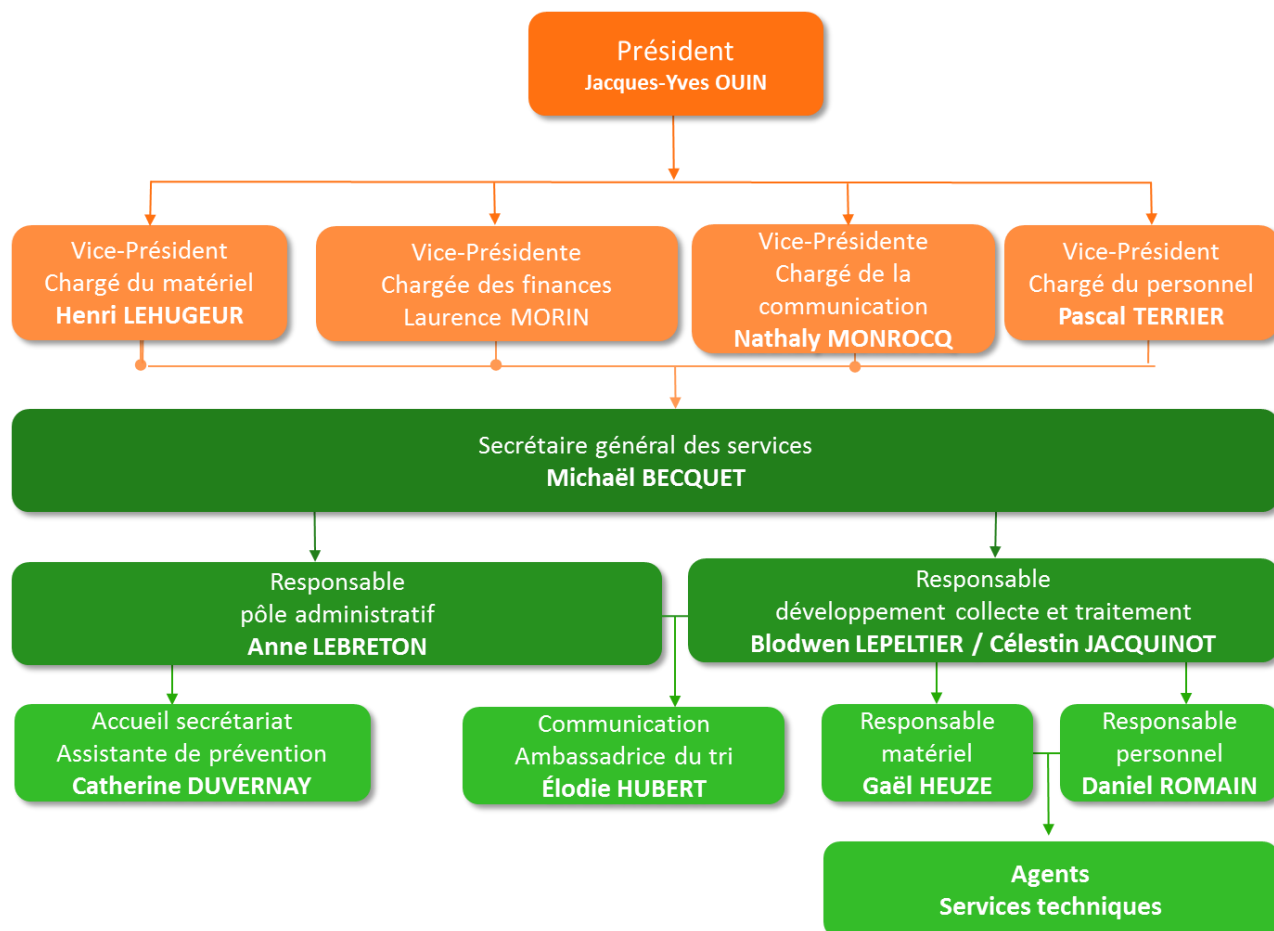 Président
Jacques-Yves OUIN
Vice-Président
Chargé du matériel
Henri LEHUGEUR
Vice-Présidente
Chargée des finances
Laurence MORIN
Vice-Présidente
Chargé de la
communication
Nathaly MONROCQ
Vice-Président
Chargé du personnel
Pascal TERRIER
Secrétaire général des services
Michaël BECQUET
Responsable
pôle administratif
Anne LEBRETON
Responsable
développement collecte et traitement
Blodwen LEPELTIER / Célestin JACQUINOT
Accueil secrétariat
Assistante de prévention
Catherine DUVERNAY
Communication
Ambassadrice du tri
Élodie HUBERT
Responsable
matériel
Gaël HEUZE
Responsable
personnel
Daniel ROMAIN
Agents
Services techniques